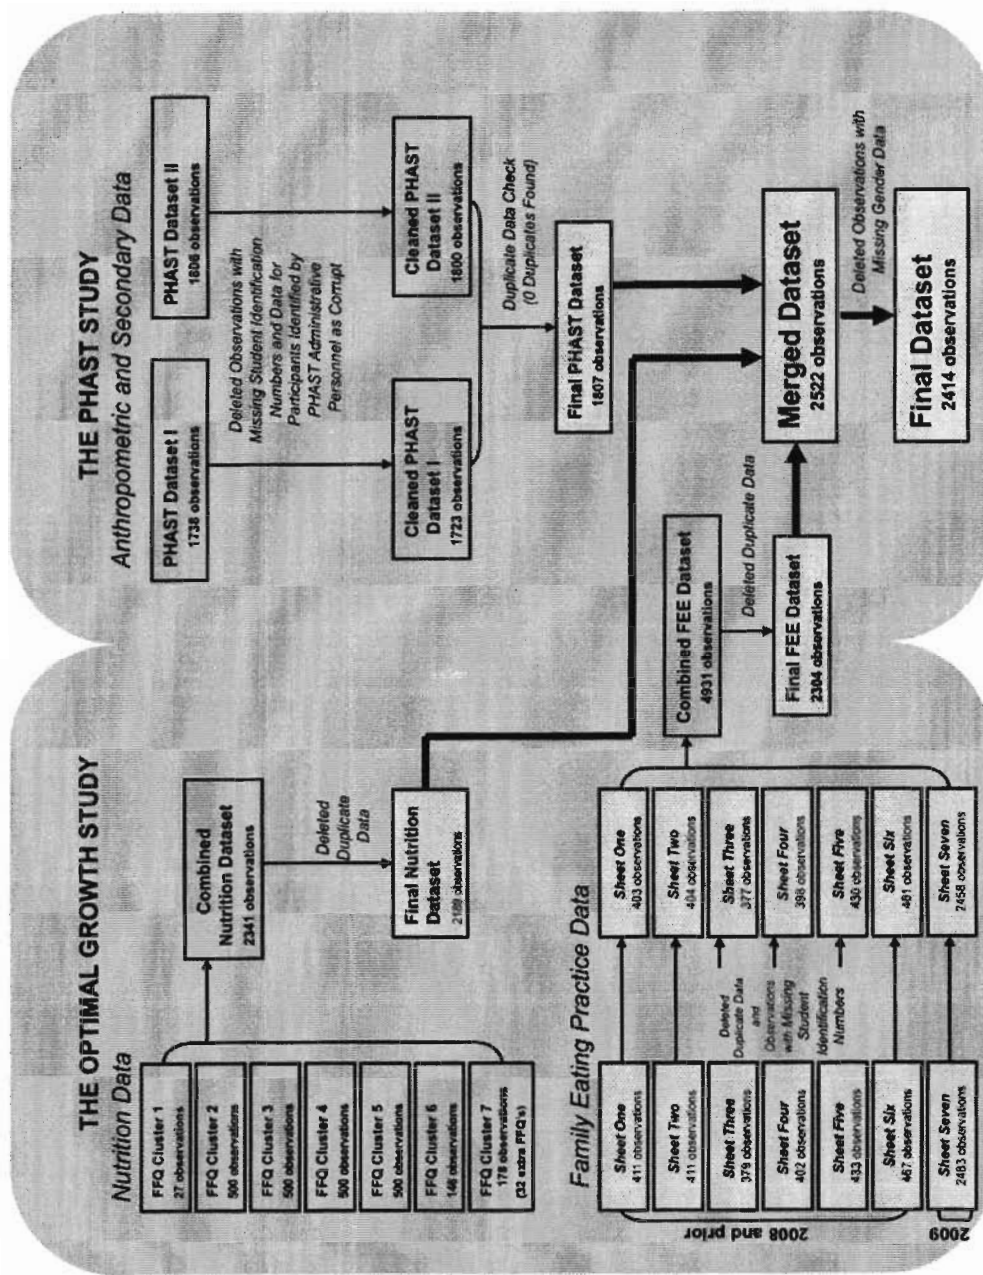 THE OPTIMAL GROWTH STUDY
Nutrition Data
FFQ Cluster 1
27 observations
FFQ Cluster 2
500 observations
FFQ Cluster 3
500 observations
FFQ Cluster 4
500 observations
FFQ Cluster 5
500 observations
FFQ Cluster 6
146 observations
FFQ Cluster 7
178 observations
(32 extra FFQ's)
Combined
Nutrition Dataset
2341 observations
Deleted
Duplicate
Data
Final Nutrition
Dataset
2189 observations
Family Eating Practice Data
2008 and prior
2009
Sheet One
411 observations
Sheet Two
411 observations
Sheet Three
379 observations
Sheet Four
402 observations
Sheet Five
433 observations
Sheet Six
467 observations
Sheet Seven
2483 observations
Deleted
Duplicate Data
and
Observations
with Missing
Student
Identification
Numbers
Sheet One
403 observations
Sheet Two
404 observations
Sheet Three
377 observations
Sheet Four
398 observations
Sheet Five
430 observations
Sheet Six
461 observations
Sheet Seven
2458 observations
Combined FEE Dataset
4931 observations
Deleted Duplicate Data
Final FEE Dataset
2304 observations
THE PHAST STUDY
Anthropometric and Secondary Data
PHAST Dataset I
1738 observations
PHAST Dataset II
1806 observations
Deleted Observations with
Missing Student Identification
Numbers and Data for
Participants Identified by
PHAST Administrative
Personnel as Corrupt
Cleaned PHAST
Dataset I
1723 observations
Cleaned PHAST
Dataset II
1800 observations
Duplicate Data Check
(0 Duplicates Found)
Final PHAST Dataset
1807 observations
Merged Dataset
2522 observations
Deleted Observations with
Missing Gender Data
Final Dataset
2414 observations